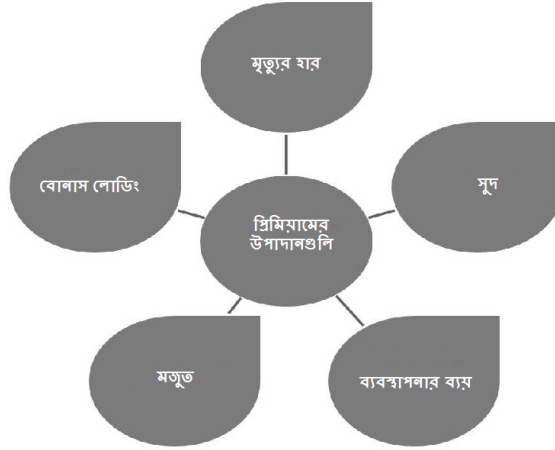 মৃত্যুর হার
বোনাস লোডিং
সুদ
প্রিমিয়ামের
উপাদানগুলি
মজুত
ব্যবস্থাপনার ব্যয়